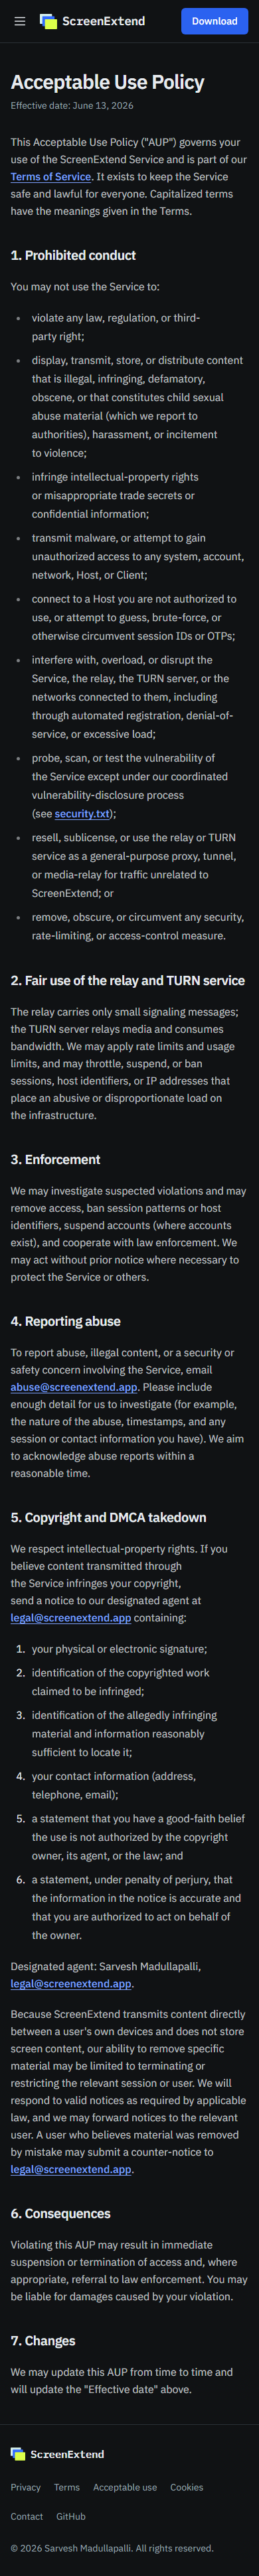 ScreenExtend
Download
Acceptable Use Policy
Effective date: June 13, 2026
This Acceptable Use Policy ("AUP") governs your
use of the ScreenExtend Service and is part of our
Terms of Service. It exists to keep the Service
safe and lawful for everyone. Capitalized terms
have the meanings given in the Terms.
1. Prohibited conduct
You may not use the Service to:
• violate any law, regulation, or third-
party right;
• display, transmit, store, or distribute content
that is illegal, infringing, defamatory,
obscene, or that constitutes child sexual
abuse material (which we report to
authorities), harassment, or incitement
to violence;
• infringe intellectual-property rights
or misappropriate trade secrets or
confidential information;
• transmit malware, or attempt to gain
unauthorized access to any system, account,
network, Host, or Client;
• connect to a Host you are not authorized to
use, or attempt to guess, brute-force, or
otherwise circumvent session IDs or OTPs;
• interfere with, overload, or disrupt the
Service, the relay, the TURN server, or the
networks connected to them, including
through automated registration, denial-of-
service, or excessive load;
• probe, scan, or test the vulnerability of
the Service except under our coordinated
vulnerability-disclosure process
(see security.txt);
• resell, sublicense, or use the relay or TURN
service as a general-purpose proxy, tunnel,
or media-relay for traffic unrelated to
ScreenExtend; or
• remove, obscure, or circumvent any security,
rate-limiting, or access-control measure.
2. Fair use of the relay and TURN service
The relay carries only small signaling messages;
the TURN server relays media and consumes
bandwidth. We may apply rate limits and usage
limits, and may throttle, suspend, or ban
sessions, host identifiers, or IP addresses that
place an abusive or disproportionate load on
the infrastructure.
3. Enforcement
We may investigate suspected violations and may
remove access, ban session patterns or host
identifiers, suspend accounts (where accounts
exist), and cooperate with law enforcement. We
may act without prior notice where necessary to
protect the Service or others.
4. Reporting abuse
To report abuse, illegal content, or a security or
safety concern involving the Service, email
abuse@screenextend.app. Please include
enough detail for us to investigate (for example,
the nature of the abuse, timestamps, and any
session or contact information you have). We aim
to acknowledge abuse reports within a
reasonable time.
5. Copyright and DMCA takedown
We respect intellectual-property rights. If you
believe content transmitted through
the Service infringes your copyright,
send a notice to our designated agent at
legal@screenextend.app containing:
1. your physical or electronic signature;
2. identification of the copyrighted work
claimed to be infringed;
3. identification of the allegedly infringing
material and information reasonably
sufficient to locate it;
4. your contact information (address,
telephone, email);
5. a statement that you have a good-faith belief
the use is not authorized by the copyright
owner, its agent, or the law; and
6. a statement, under penalty of perjury, that
the information in the notice is accurate and
that you are authorized to act on behalf of
the owner.
Designated agent: Sarvesh Madullapalli,
legal@screenextend.app.
Because ScreenExtend transmits content directly
between a user's own devices and does not store
screen content, our ability to remove specific
material may be limited to terminating or
restricting the relevant session or user. We will
respond to valid notices as required by applicable
law, and we may forward notices to the relevant
user. A user who believes material was removed
by mistake may submit a counter-notice to
legal@screenextend.app.
6. Consequences
Violating this AUP may result in immediate
suspension or termination of access and, where
appropriate, referral to law enforcement. You may
be liable for damages caused by your violation.
7. Changes
We may update this AUP from time to time and
will update the "Effective date" above.
ScreenExtend
Privacy Terms Acceptable use Cookies
Contact GitHub
© 2026 Sarvesh Madullapalli. All rights reserved.